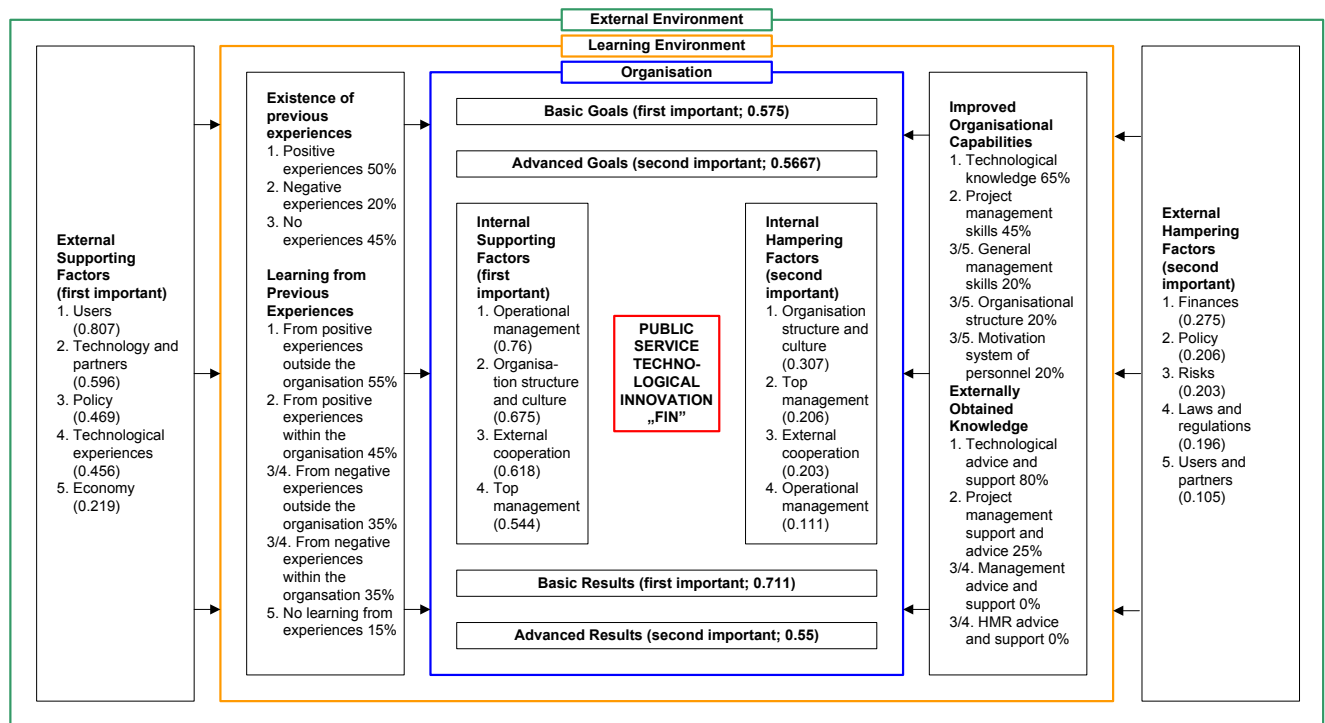 External Environment
Learning Environment
Organisation
External
Supporting
Factors
(first important)
1. Users
(0.807)
2. Technology and
partners
(0.596)
3. Policy
(0.469)
4. Technological
experiences
(0.456)
5. Economy
(0.219)
Existence of
previous
experiences
1. Positive
experiences 50%
2. Negative
experiences 20%
3. No
experiences 45%
Learning from
Previous
Experiences
1. From positive
experiences
outside the
organisation 55%
2. From positive
experiences
within the
organisation 45%
3/4. From negative
experiences
outside the
organisation 35%
3/4. From negative
experiences
within the
organsation 35%
5. No learning from
experiences 15%
Basic Goals (first important; 0.575)
Advanced Goals (second important; 0.5667)
Internal
Supporting
Factors
(first
important)
1. Operational
management
(0.76)
2. Organisa-
tion structure
and culture
(0.675)
3. External
cooperation
(0.618)
4. Top
management
(0.544)
PUBLIC
SERVICE
TECHNO-
LOGICAL
INNOVATION
„FIN”
Internal
Hampering
Factors
(second
important)
1. Organisation
structure and
culture
(0.307)
2. Top
management
(0.206)
3. External
cooperation
(0.203)
4. Operational
management
(0.111)
Basic Results (first important; 0.711)
Advanced Results (second important; 0.55)
Improved
Organisational
Capabilities
1. Technological
knowledge 65%
2. Project
management
skills 45%
3/5. General
management
skills 20%
3/5. Organisational
structure 20%
3/5. Motivation
system of
personnel 20%
Externally
Obtained
Knowledge
1. Technological
advice and
support 80%
2. Project
management
support and
advice 25%
3/4. Management
advice and
support 0%
3/4. HMR advice
and support 0%
External
Hampering
Factors
(second
important)
1. Finances
(0.275)
2. Policy
(0.206)
3. Risks
(0.203)
4. Laws and
regulations
(0.196)
5. Users and
partners
(0.105)